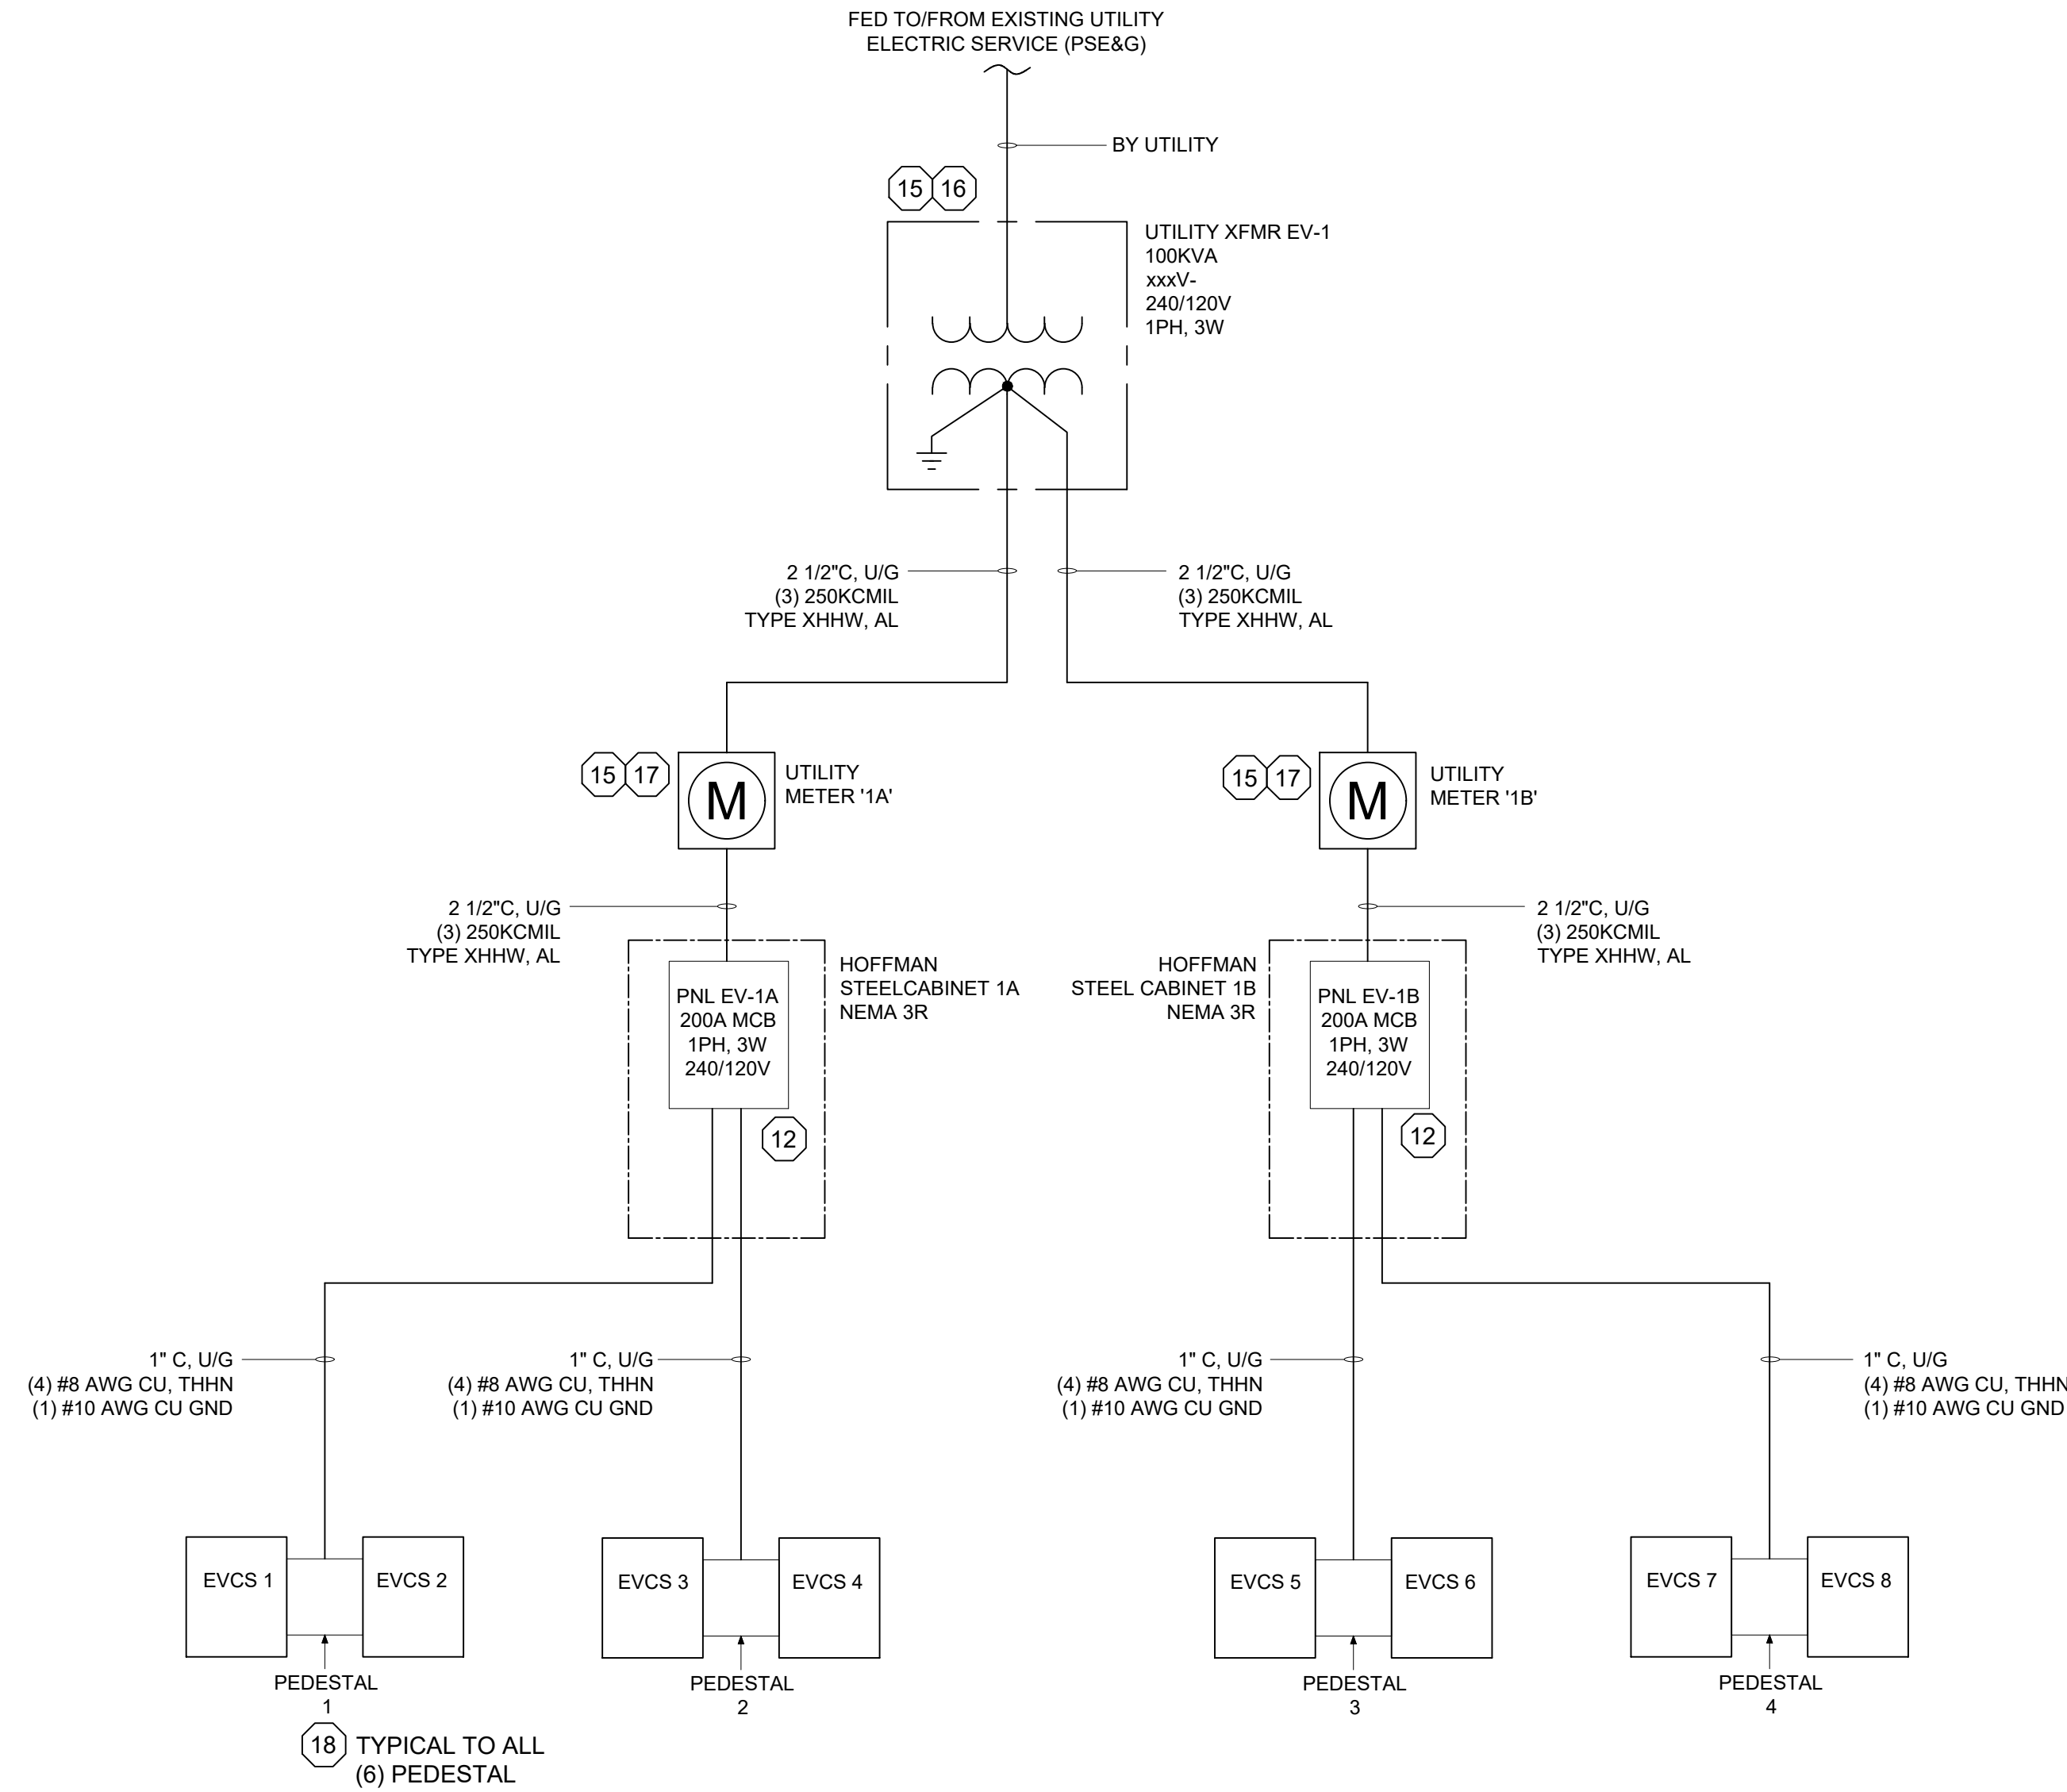 FED TO/FROM EXISTING UTILITY
ELECTRIC SERVICE (PSE&G)
BY UTILITY
15 16
UTILITY XFMR EV-1
100KVA
xxxV-
240/120V
1PH, 3W
2 1/2"C, U/G
(3) 250KCMIL
TYPE XHHW, AL
2 1/2"C, U/G
(3) 250KCMIL
TYPE XHHW, AL
15 17
M
UTILITY
METER '1A'
15 17
M
UTILITY
METER '1B'
2 1/2"C, U/G
(3) 250KCMIL
TYPE XHHW, AL
PNL EV-1A
200A MCB
1PH, 3W
240/120V
12
HOFFMAN
STEELCABINET 1A
NEMA 3R
HOFFMAN
STEEL CABINET 1B
NEMA 3R
PNL EV-1B
200A MCB
1PH, 3W
240/120V
12
2 1/2"C, U/G
(3) 250KCMIL
TYPE XHHW, AL
1" C, U/G
(4) #8 AWG CU, THHN
(1) #10 AWG CU GND
1" C, U/G
(4) #8 AWG CU, THHN
(1) #10 AWG CU GND
1" C, U/G
(4) #8 AWG CU, THHN
(1) #10 AWG CU GND
1" C, U/G
(4) #8 AWG CU, THHN
(1) #10 AWG CU GND
EVCS 1
EVCS 2
EVCS 3
EVCS 4
EVCS 5
EVCS 6
EVCS 7
EVCS 8
PEDESTAL
1
PEDESTAL
2
PEDESTAL
3
PEDESTAL
4
18 TYPICAL TO ALL
(6) PEDESTAL